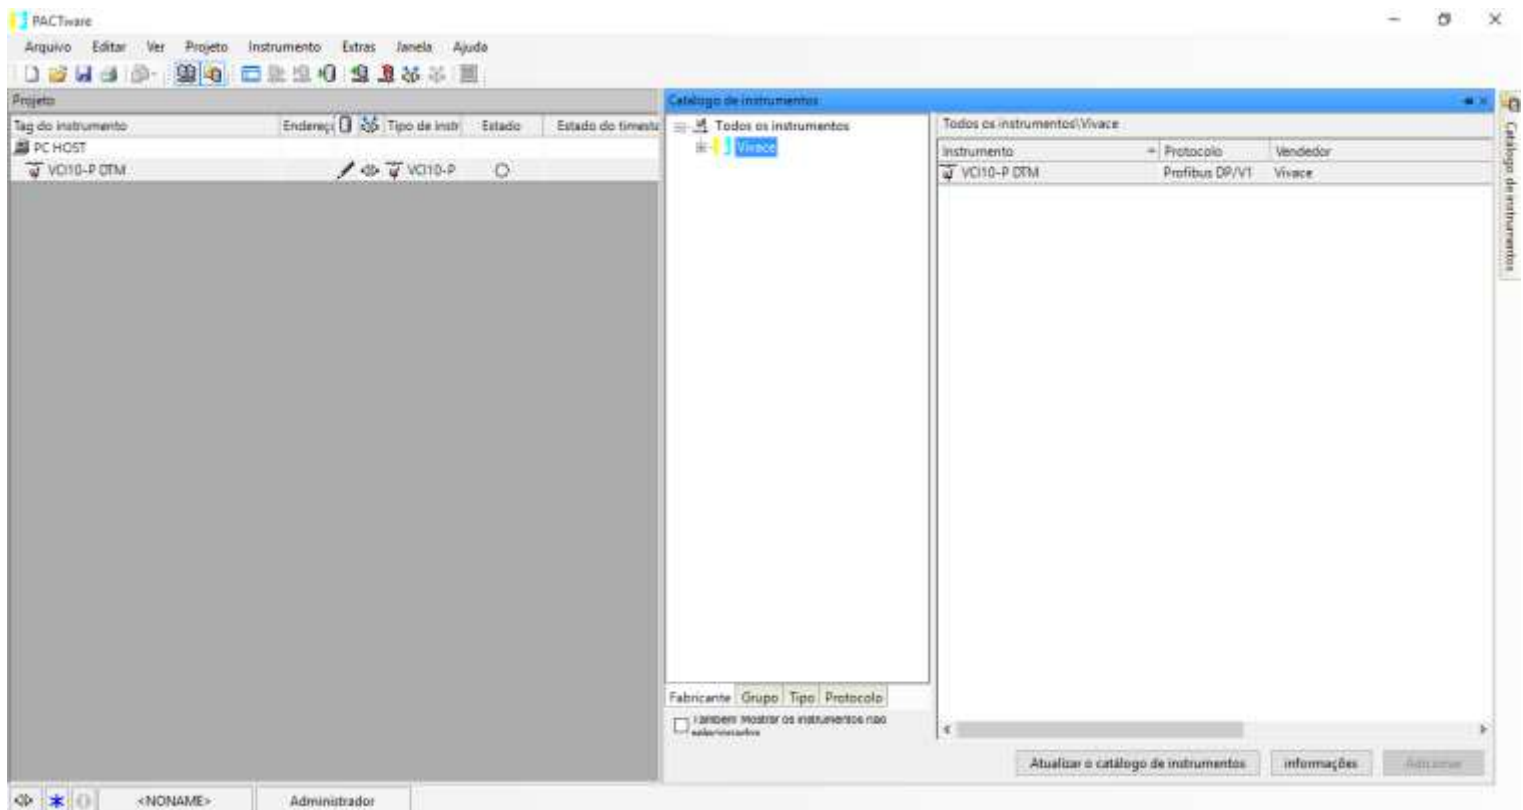 PACTware
Arquivo Editar Ver Projeto Instrumento Extras Janela Ajuda
Projeto
Tag do instrumento Endereç Tipo de instr Estado Estado do timesta
PC HOST
VCI10-P DTM VCI10-P
Catálogo de instrumentos
Todos os instrumentos
Vivace
Todos os instrumentos\Vivace
Instrumento Protocolo Vendedor
VCI10-P DTM Profibus DP/V1 Vivace
Catálogo de instrumentos
Fabricante Grupo Tipo Protocolo
Também Mostrar os instrumentos não
selecionados
Atualizar o catálogo de instrumentos informações Adicionar
<NONAME> Administrador